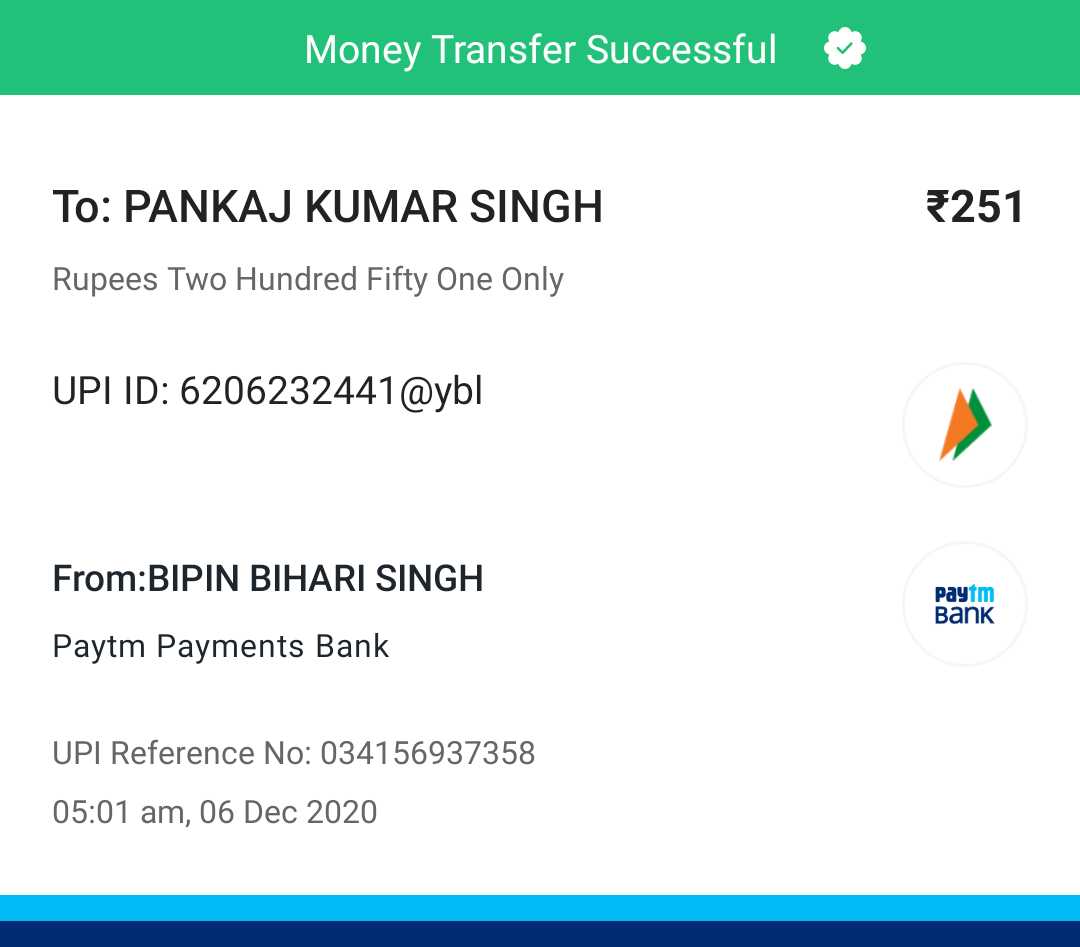 Money Transfer Successful
To: PANKAJ KUMAR SINGH ₹251
Rupees Two Hundred Fifty One Only
UPI ID: 6206232441@ybl
From:BIPIN BIHARI SINGH
paytm
BANK
Paytm Payments Bank
UPI Reference No: 034156937358
05:01 am, 06 Dec 2020